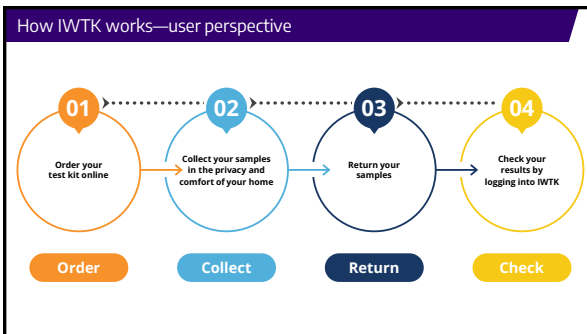 How IWTK works—user perspective
01
02
03
04
Order your
test kit online
Collect your samples
in the privacy and
comfort of your home
Return your
samples
Check your
results by
logging into IWTK
Order
Collect
Return
Check